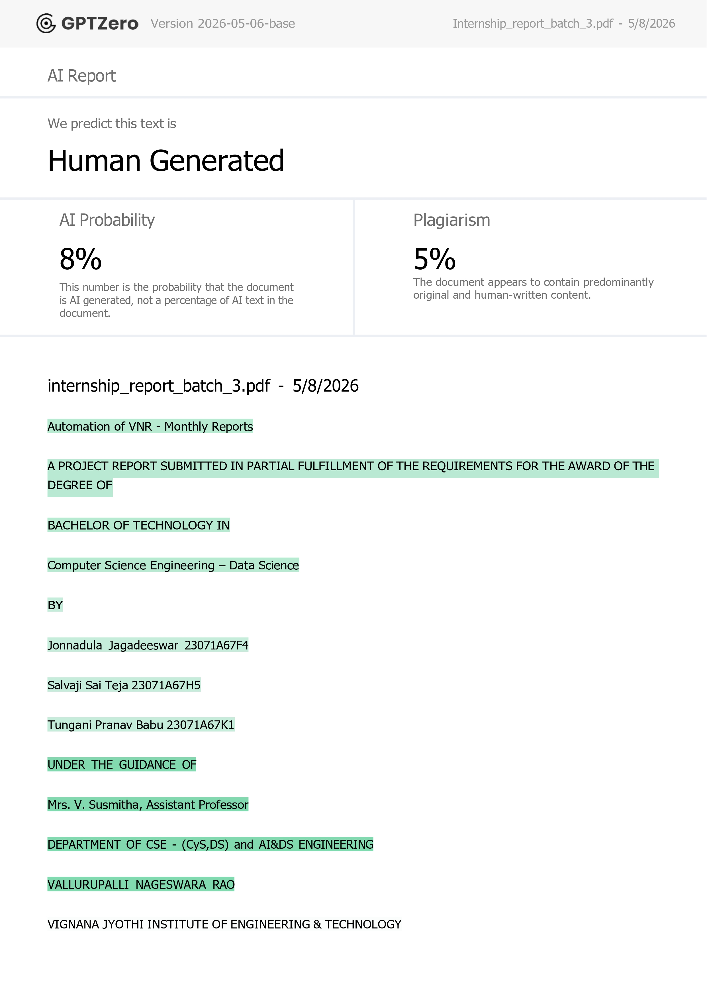 GPTZero Version 2026-05-06-base Internship_report_batch_3.pdf - 5/8/2026
AI Report
We predict this text is
Human Generated
AI Probability
8%
This number is the probability that the document
is AI generated, not a percentage of AI text in the
document.
Plagiarism
5%
The document appears to contain predominantly
original and human-written content.
internship_report_batch_3.pdf - 5/8/2026
Automation of VNR - Monthly Reports
A PROJECT REPORT SUBMITTED IN PARTIAL FULFILLMENT OF THE REQUIREMENTS FOR THE AWARD OF THE
DEGREE OF
BACHELOR OF TECHNOLOGY IN
Computer Science Engineering – Data Science
BY
Jonnadula Jagadeeswar 23071A67F4
Salvaji Sai Teja 23071A67H5
Tungani Pranav Babu 23071A67K1
UNDER THE GUIDANCE OF
Mrs. V. Susmitha, Assistant Professor
DEPARTMENT OF CSE - (CyS,DS) and AI&DS ENGINEERING
VALLURUPALLI NAGESWARA RAO
VIGNANA JYOTHI INSTITUTE OF ENGINEERING & TECHNOLOGY